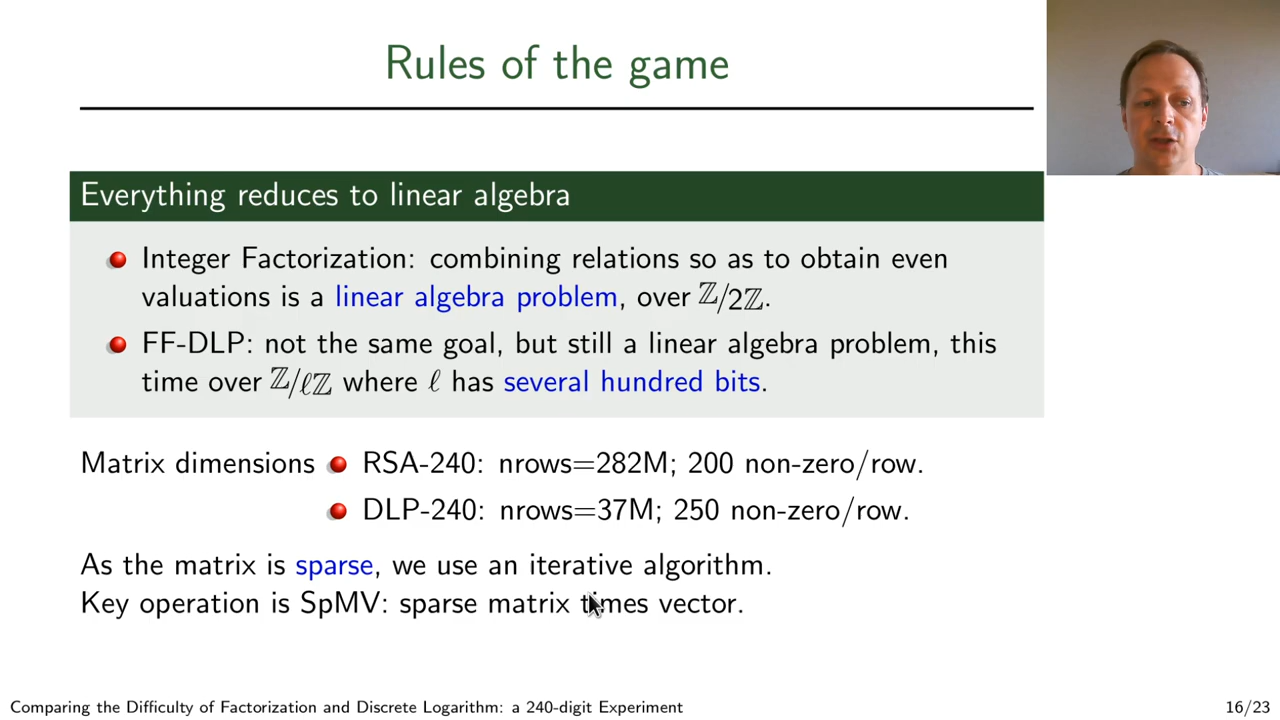 Rules of the game
Everything reduces to linear algebra
Integer Factorization: combining relations so as to obtain even
valuations is a linear algebra problem, over ℤ/2ℤ.
FF-DLP: not the same goal, but still a linear algebra problem, this
time over ℤ/ℓℤ where ℓ has several hundred bits.
Matrix dimensions RSA-240: nrows=282M; 200 non-zero/row.
DLP-240: nrows=37M; 250 non-zero/row.
As the matrix is sparse, we use an iterative algorithm.
Key operation is SpMV: sparse matrix times vector.
Comparing the Difficulty of Factorization and Discrete Logarithm: a 240-digit Experiment 16/23